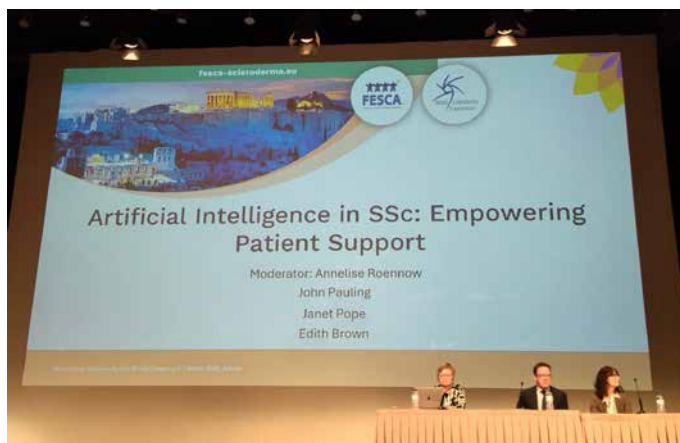 fesca-scleroderma.eu
FESCA
Artificial Intelligence in SSc: Empowering
Patient Support
Moderator: Annelise Roennow
John Pauling
Janet Pope
Edith Brown